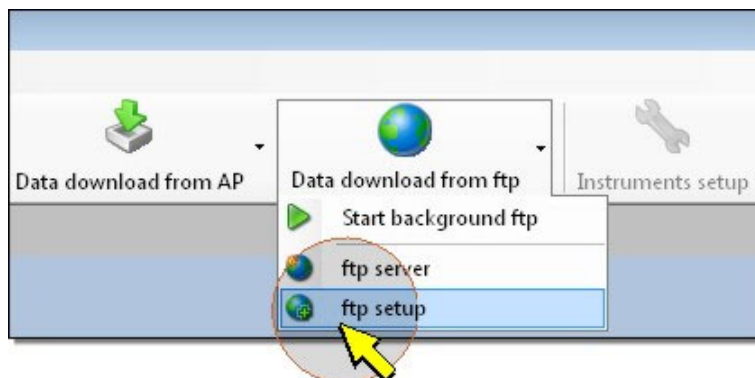 Data download from AP
Data download from ftp
Instruments setup
Start background ftp
ftp server
ftp setup